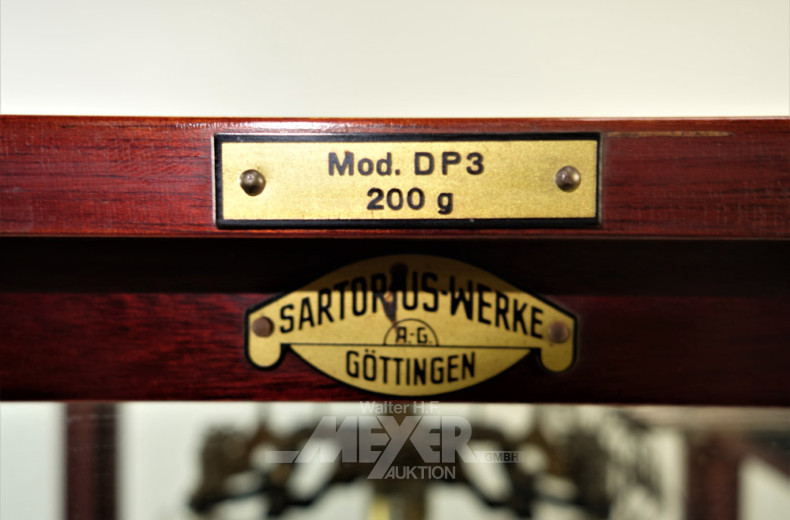 Mod. DP3
200 g
SARTORIUS-WERKE
A.-G.
GÖTTINGEN
Walter H.F.
MEYER
GMBH
AUKTION